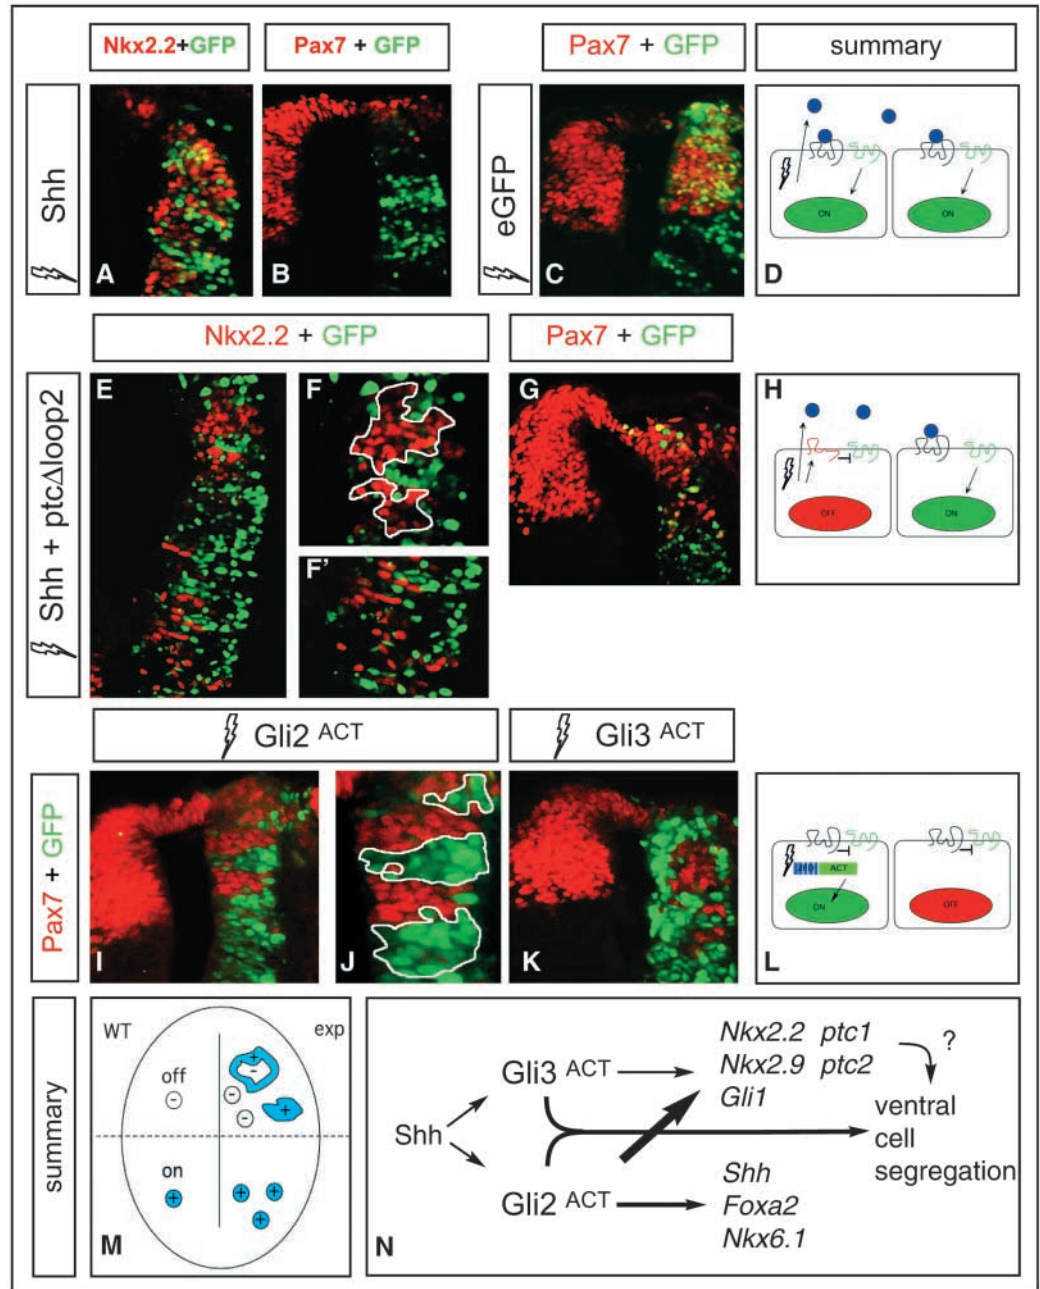 Nkx2.2+GFP
Pax7 + GFP
Pax7 + GFP
summary
Shh
eGFP
A
B
C
D
ON
ON
Nkx2.2 + GFP
Pax7 + GFP
Shh + ptcΔloop2
E
F
G
H
F’
OFF
ON
Gli2 ACT
Gli3 ACT
Pax7 + GFP
I
J
K
L
ACT
ON
OFF
summary
WT
exp
off
-
+
-
-
-
+
on
+
+
+
+
M
Nkx2.2 ptc1
?
Gli3 ACT
Nkx2.9 ptc2
Gli1
Shh
ventral
cell
segregation
Gli2 ACT
Shh
Foxa2
Nkx6.1
N